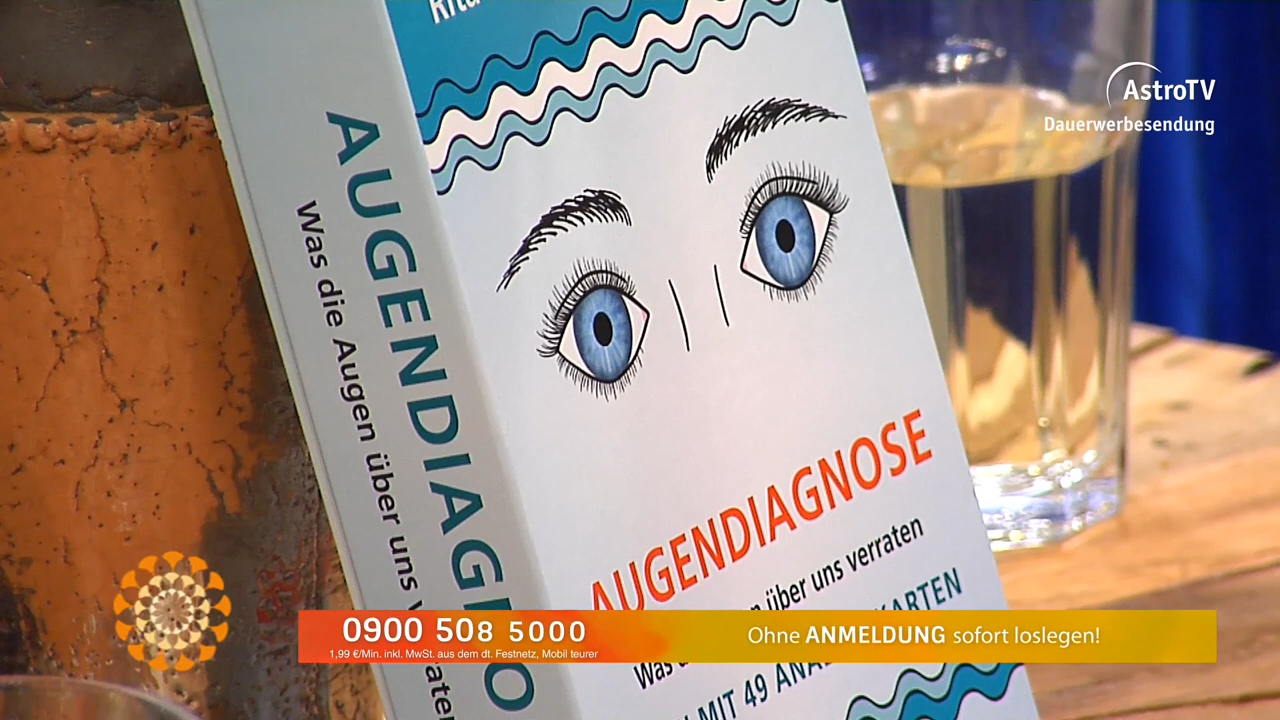 AstroTV
Dauerwerbesendung
AUGENDIAGNO
Was die Augen über uns
AUGENDIAGNOSE
über uns verraten
MIT 49
KARTEN
0900 508 5000
1,99 €/Min. inkl. MwSt. aus dem dt. Festnetz, Mobil teurer
Ohne ANMELDUNG sofort loslegen!